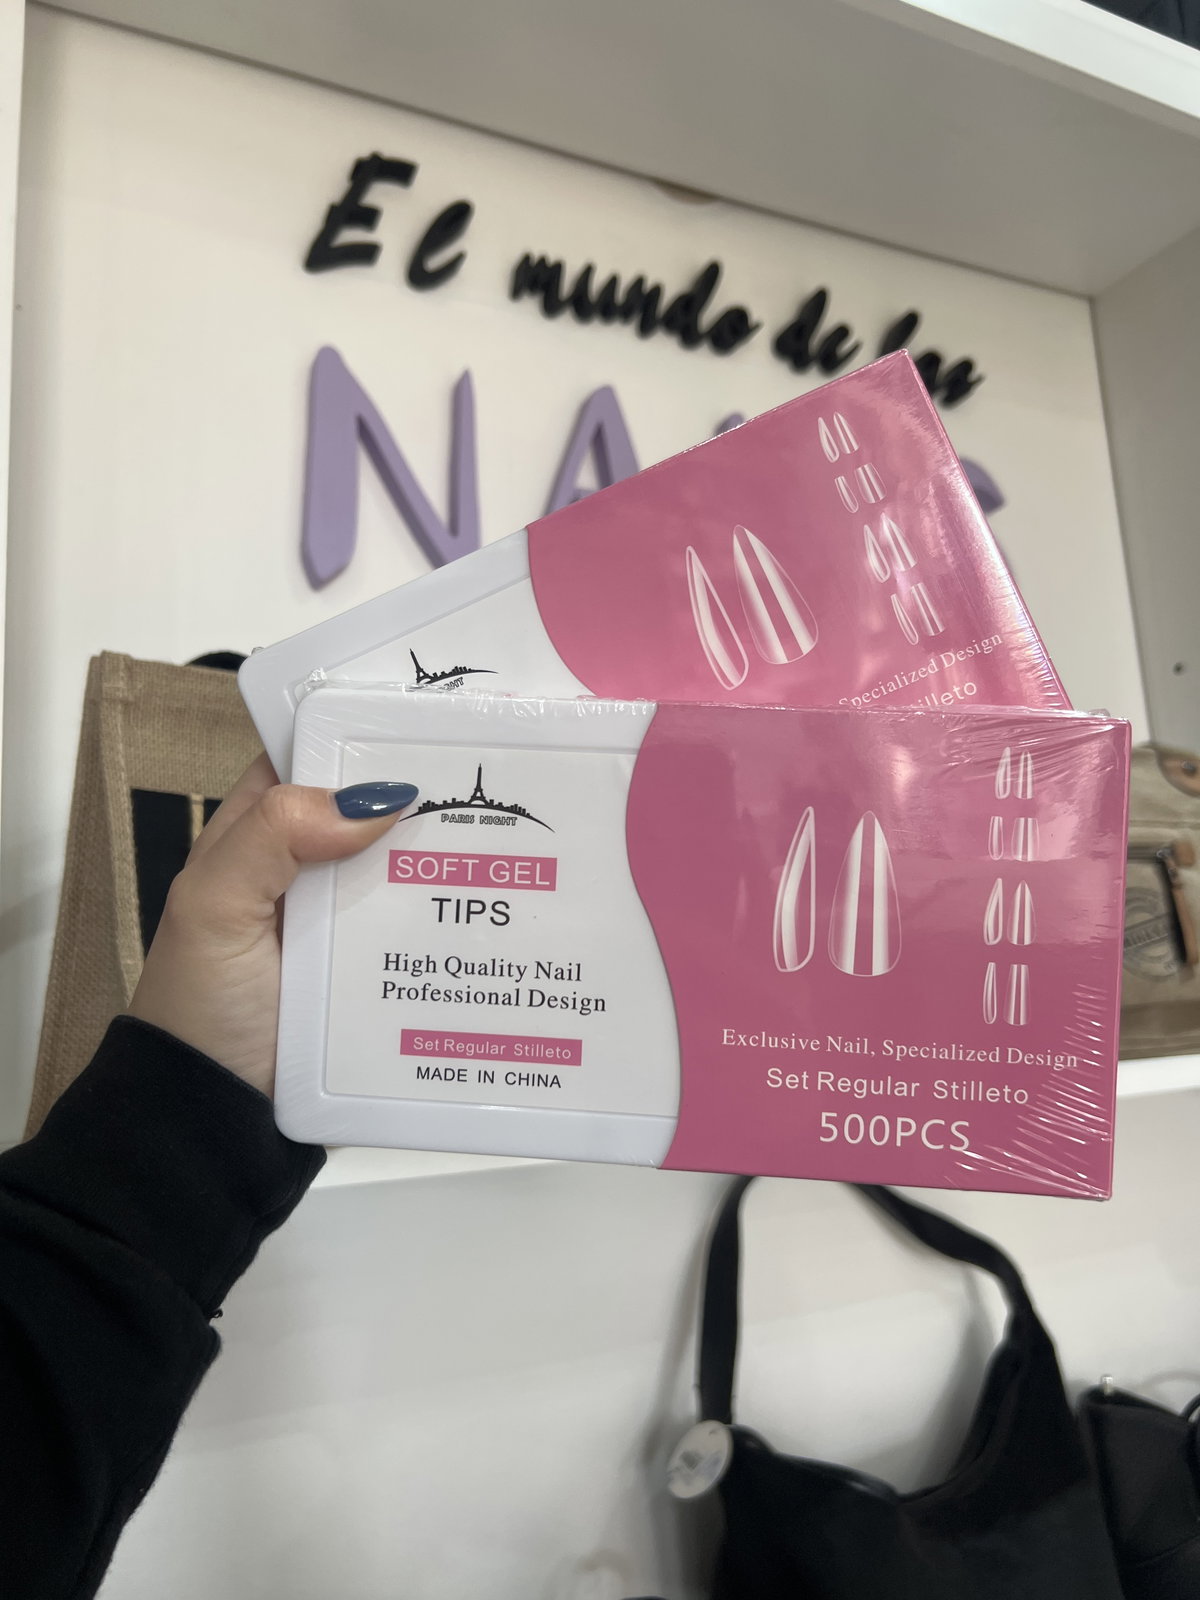 El mundo de las
NA
Specialized Design
PARIS NIGHT
SOFT GEL
TIPS
High Quality Nail
Professional Design
Set Regular Stilleto
MADE IN CHINA
Exclusive Nail, Specialized Design
Set Regular Stilleto
500PCS